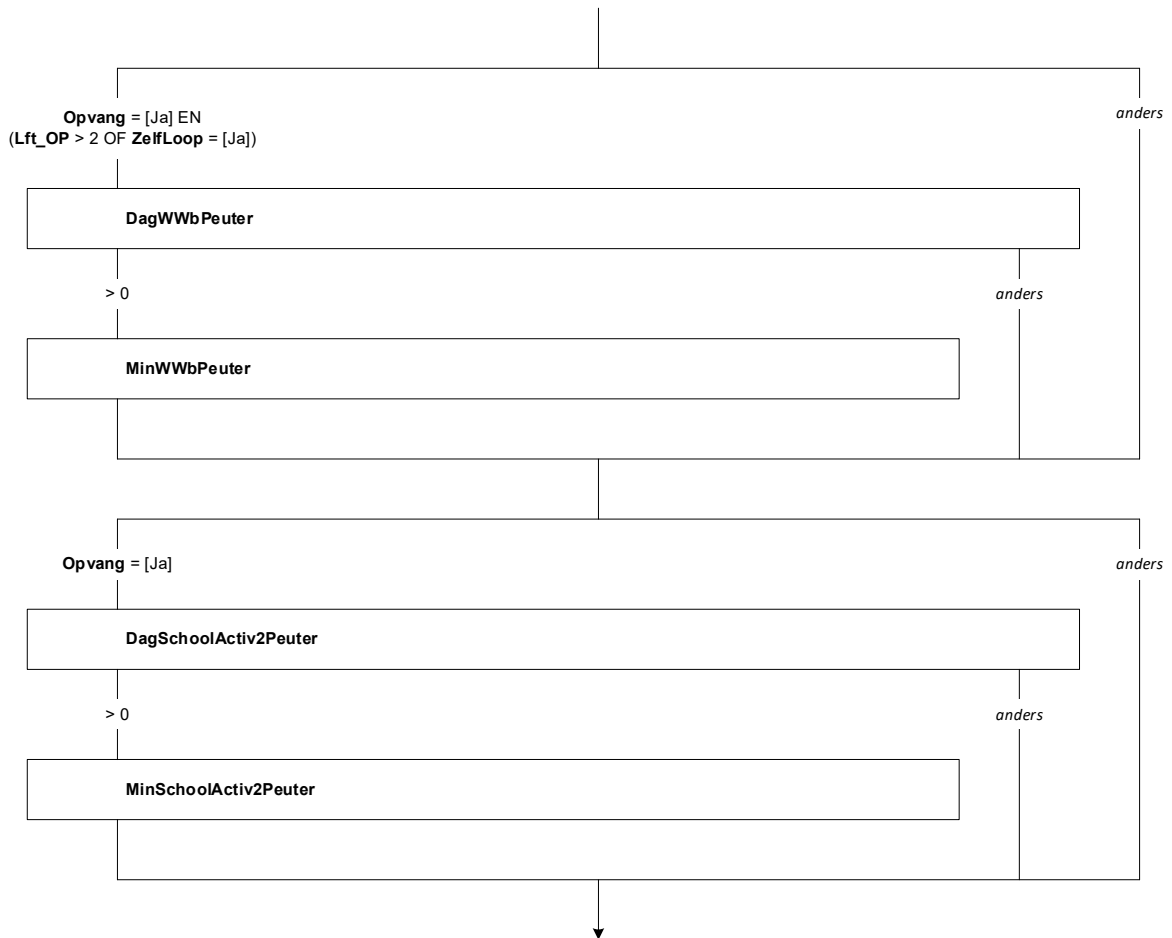 Opvang = [Ja] EN
(Lft_OP > 2 OF ZelfLoop = [Ja])
anders
DagWWbPeuter
> 0
anders
MinWWbPeuter
Opvang = [Ja]
anders
DagSchoolActiv2Peuter
> 0
anders
MinSchoolActiv2Peuter